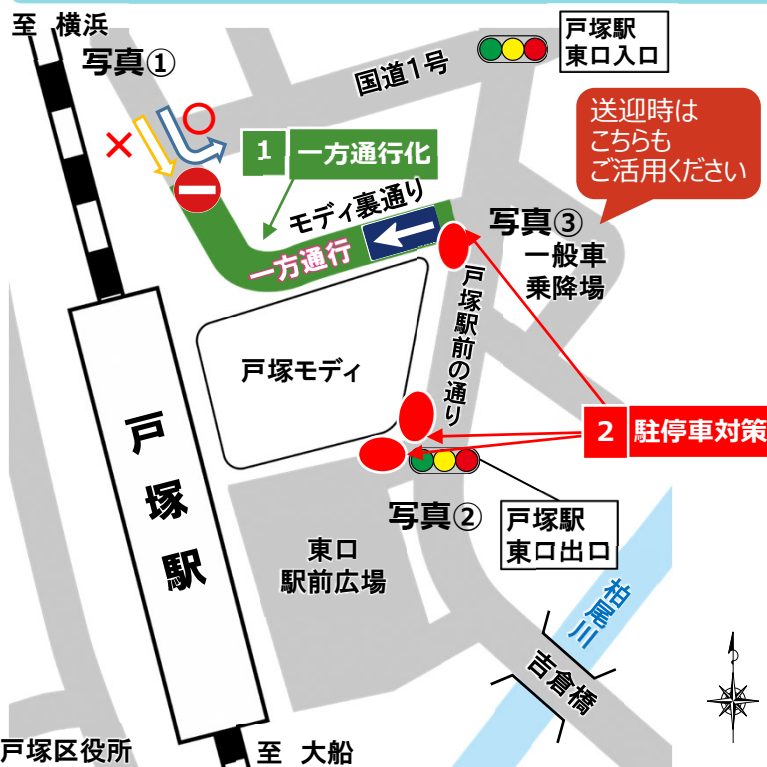 至 横浜
写真①
国道1号
戸塚駅
東口入口
送迎時は
こちらも
ご活用ください
1 一方通行化
モディ裏通り
一方通行
写真③
一般車
乗降場
戸塚駅前の通り
戸塚モディ
2 駐停車対策
戸塚駅
写真②
戸塚駅
東口出口
東口
駅前広場
柏尾川
吉倉橋
戸塚区役所
至 大船